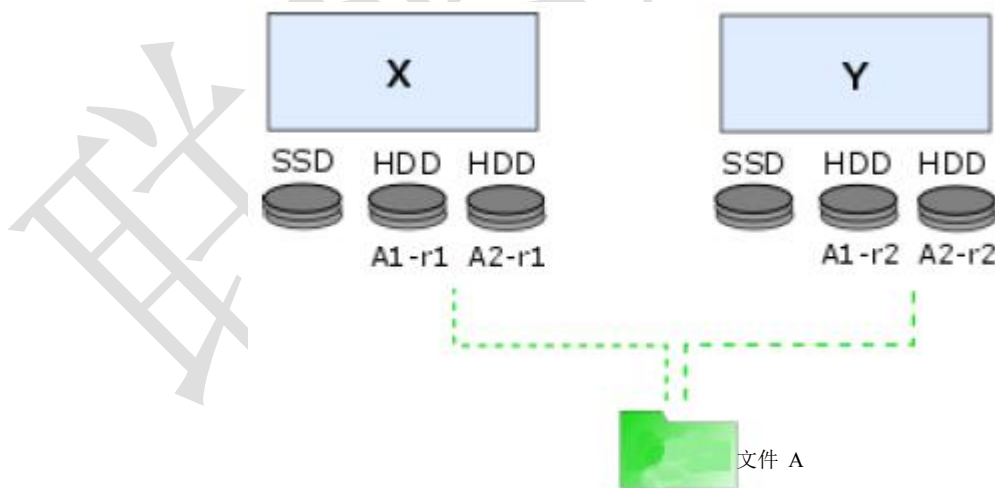 X
Y
SSD HDD HDD
SSD HDD HDD
A1-r1 A2-r1
A1-r2 A2-r2
文件 A